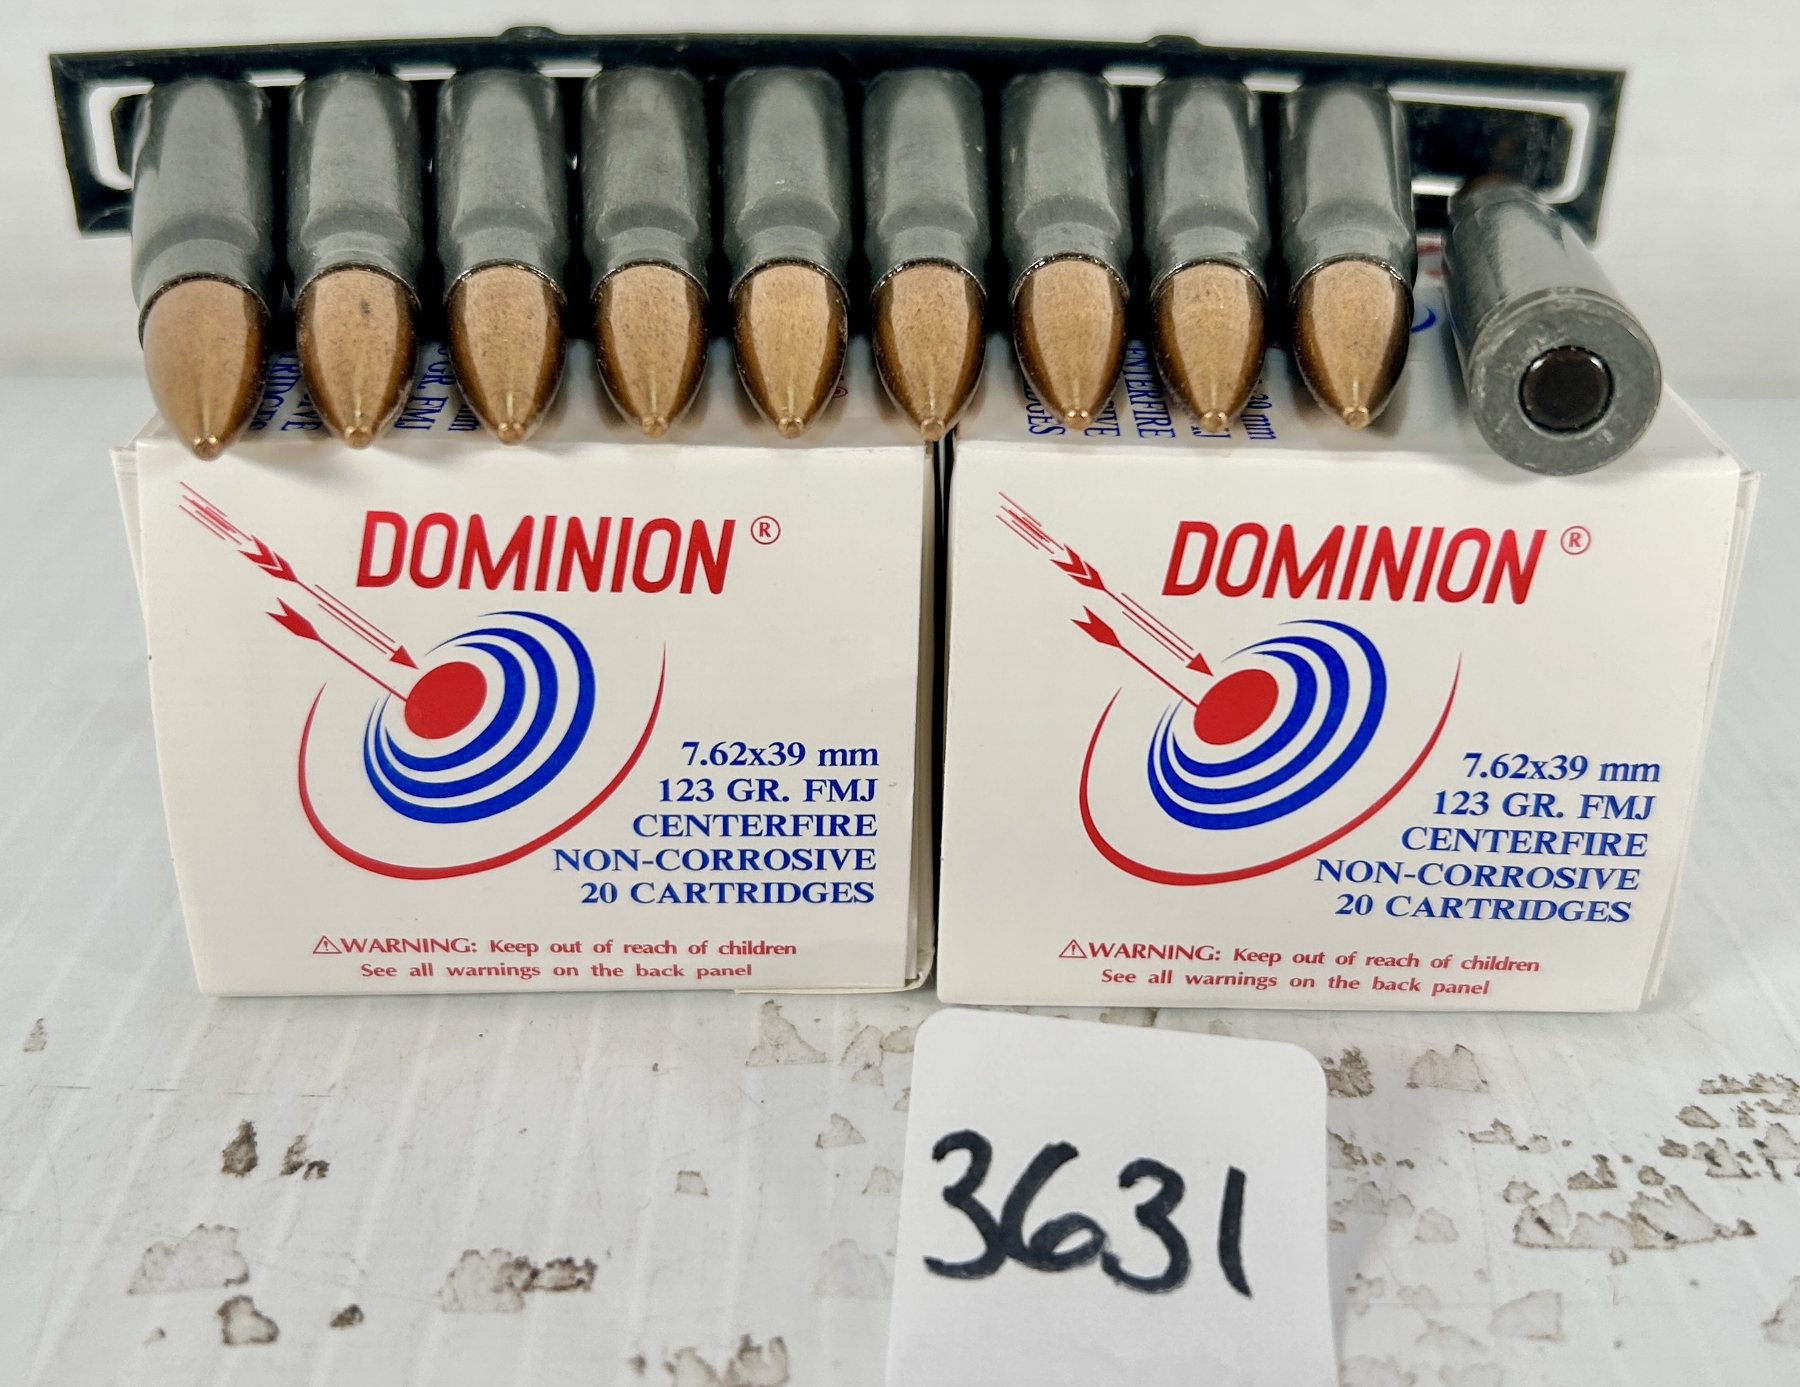 DOMINION ®
7.62x39 mm
123 GR. FMJ
CENTERFIRE
NON-CORROSIVE
20 CARTRIDGES
⚠WARNING: Keep out of reach of children
See all warnings on the back panel
DOMINION ®
7.62x39 mm
123 GR. FMJ
CENTERFIRE
NON-CORROSIVE
20 CARTRIDGES
⚠WARNING: Keep out of reach of children
See all warnings on the back panel
3631